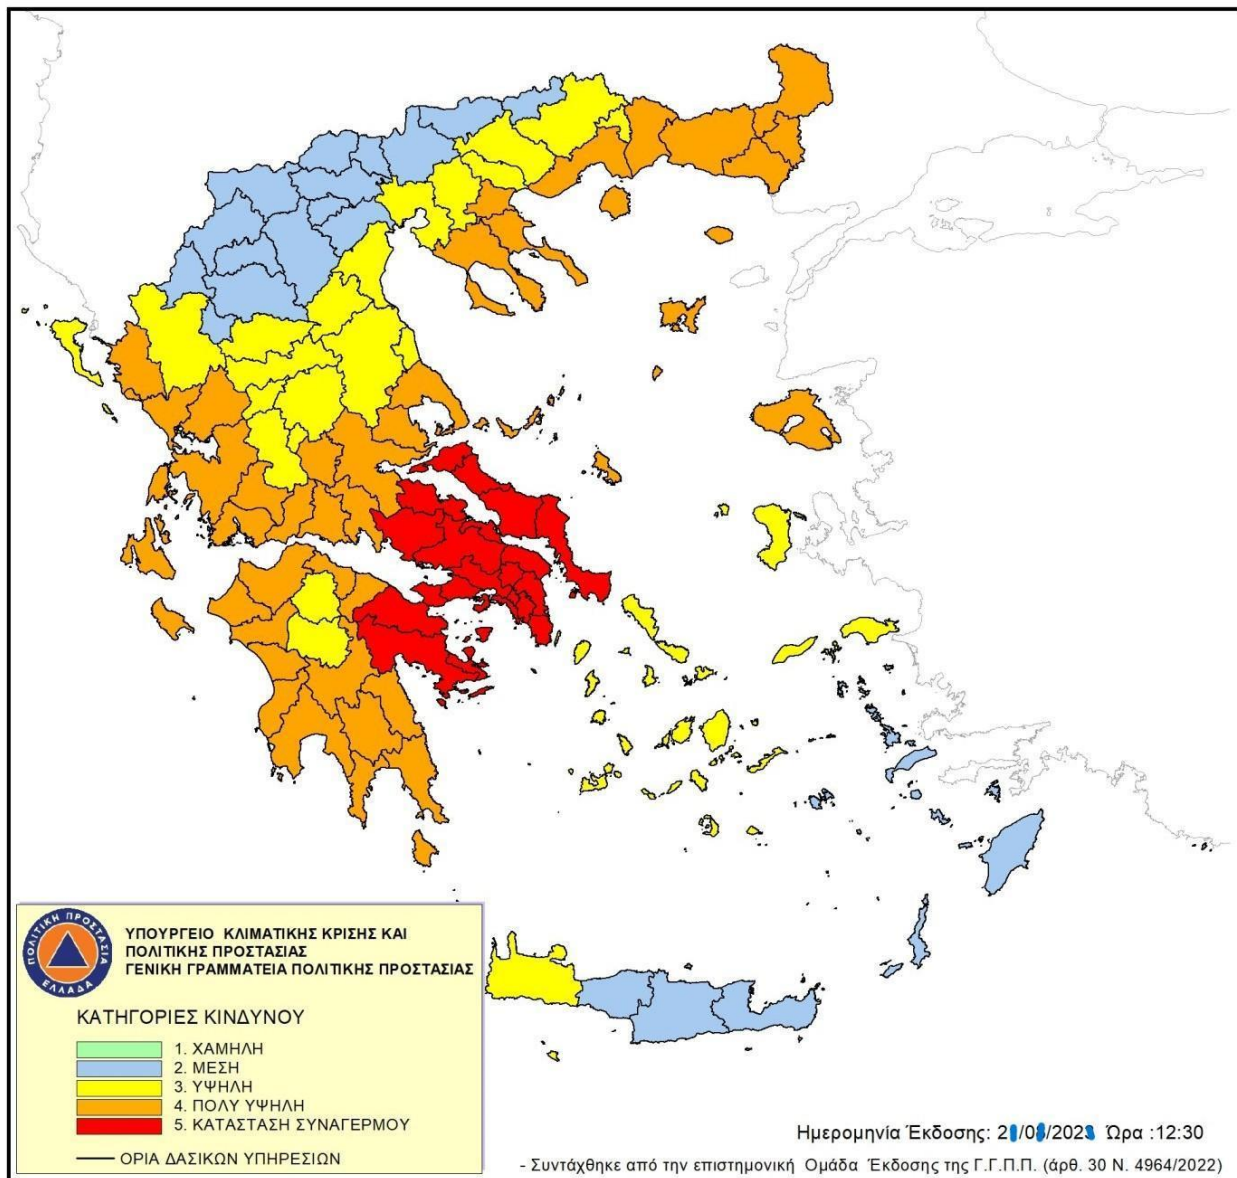 ΠΟΛΙΤΙΚΗ ΠΡΟΣΤΑΣΙΑ
ΕΛΛΑΔΑ
ΥΠΟΥΡΓΕΙΟ ΚΛΙΜΑΤΙΚΗΣ ΚΡΙΣΗΣ ΚΑΙ
ΠΟΛΙΤΙΚΗΣ ΠΡΟΣΤΑΣΙΑΣ
ΓΕΝΙΚΗ ΓΡΑΜΜΑΤΕΙΑ ΠΟΛΙΤΙΚΗΣ ΠΡΟΣΤΑΣΙΑΣ
ΚΑΤΗΓΟΡΙΕΣ ΚΙΝΔΥΝΟΥ
1. ΧΑΜΗΛΗ
2. ΜΕΣΗ
3. ΥΨΗΛΗ
4. ΠΟΛΥ ΥΨΗΛΗ
5. ΚΑΤΑΣΤΑΣΗ ΣΥΝΑΓΕΡΜΟΥ
ΟΡΙΑ ΔΑΣΙΚΩΝ ΥΠΗΡΕΣΙΩΝ
Ημερομηνία Έκδοσης: Ώρα :12:30
- Συντάχθηκε από την επιστημονική Ομάδα Έκδοσης της Γ.Γ.Π.Π. (άρθ. 30 Ν. 4964/2022)